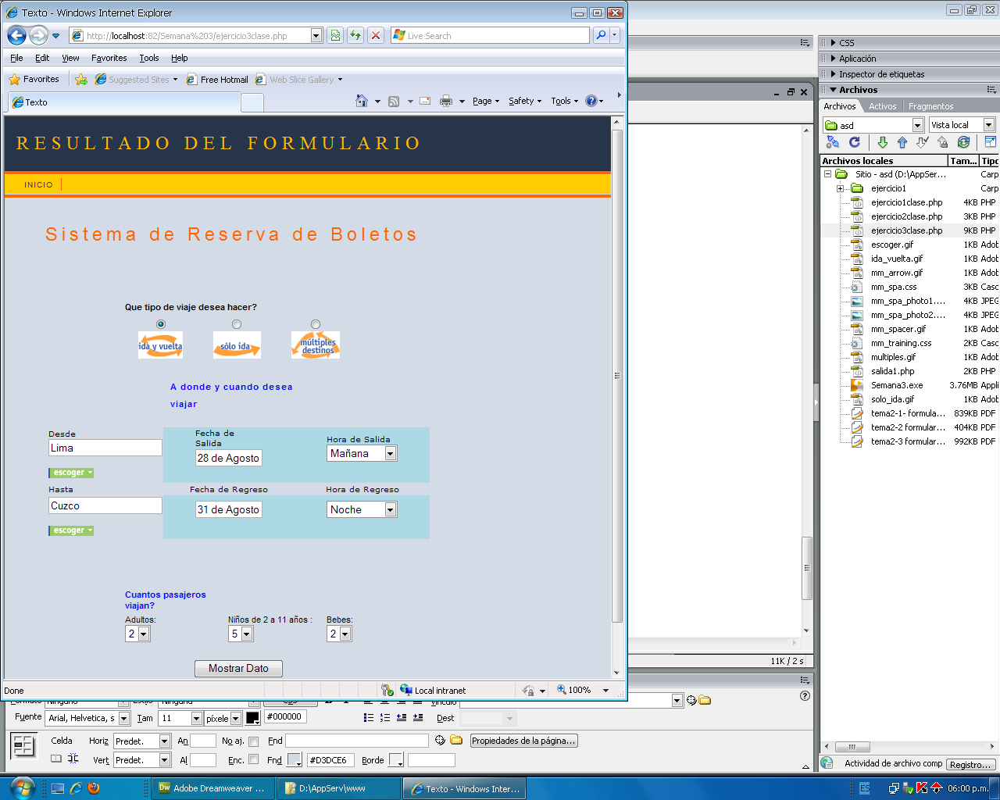 Texto - Windows Internet Explorer
http://localhost:82/Semana%203/ejercicio3clase.php
Live Search
File Edit View Favorites Tools Help
Favorites Suggested Sites Free Hotmail Web Slice Gallery
Texto
Page Safety Tools
RESULTADO DEL FORMULARIO
INICIO
Sistema de Reserva de Boletos
Que tipo de viaje desea hacer?
ida y vuelta
sólo ida
múltiples
destinos
A donde y cuando desea
viajar
Desde
Lima
escoger
Fecha de
Salida
28 de Agosto
Hora de Salida
Mañana
Hasta
Cuzco
escoger
Fecha de Regreso
31 de Agosto
Hora de Regreso
Noche
Cuantos pasajeros
viajan?
Adultos: Niños de 2 a 11 años : Bebes:
2 5 2
Mostrar Dato
Done Local intranet 100%
CSS
Aplicación
Inspector de etiquetas
Archivos
Archivos Activos Fragmentos
asd Vista local
Archivos locales Tam... Tipo
Sitio - asd (D:\AppSer... Carp
ejercicio1 Carp
ejercicio1clase.php 4KB PHP
ejercicio2clase.php 3KB PHP
ejercicio3clase.php 9KB PHP
escoger.gif 1KB Adob
ida_vuelta.gif 1KB Adob
mm_arrow.gif 1KB Adob
mm_spa.css 3KB Casc
mm_spa_photo1.... 4KB JPEG
mm_spa_photo2.... 4KB JPEG
mm_spacer.gif 1KB Adob
mm_training.css 2KB Casc
multiples.gif 1KB Adob
salida1.php 2KB PHP
Semana3.exe 3.76MB Appli
solo_ida.gif 1KB Adob
tema2-1- formula... 839KB PDF
tema2-2 formular... 404KB PDF
tema2-3 formular... 992KB PDF
11K / 2 s
Fuente Arial, Helvetica, s Tam 11 píxele #000000 Dest
Celda Horiz Predet. An No aj. Fnd Propiedades de la página...
Vert Predet. Al Enc. Fnd #D3DCE6 Borde
Actividad de archivo comp Registro...
Adobe Dreamweaver ... D:\AppServ\www Texto - Windows Inter... ES 06:00 p.m.